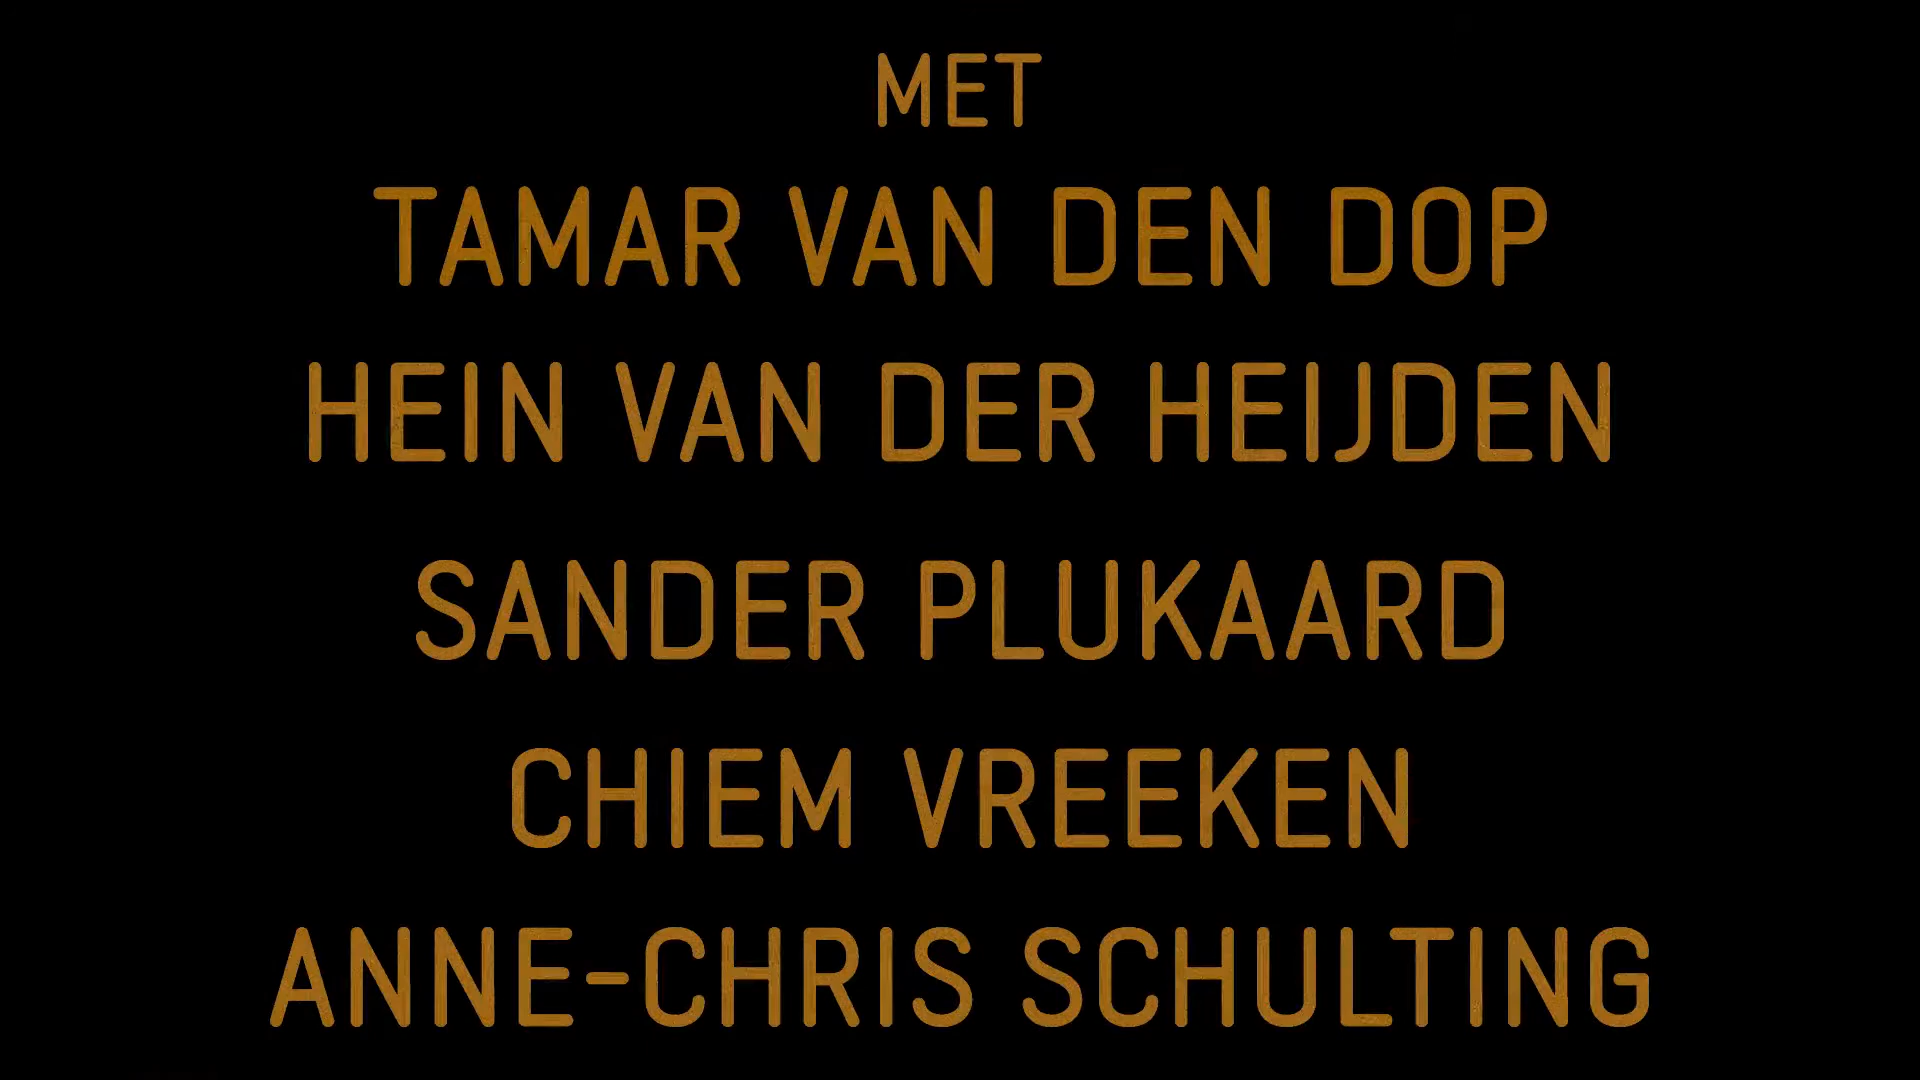 MET
TAMAR VAN DEN DOP
HEIN VAN DER HEIJDEN
SANDER PLUKAARD
CHIEM VREEKEN
ANNE-CHRIS SCHULTING